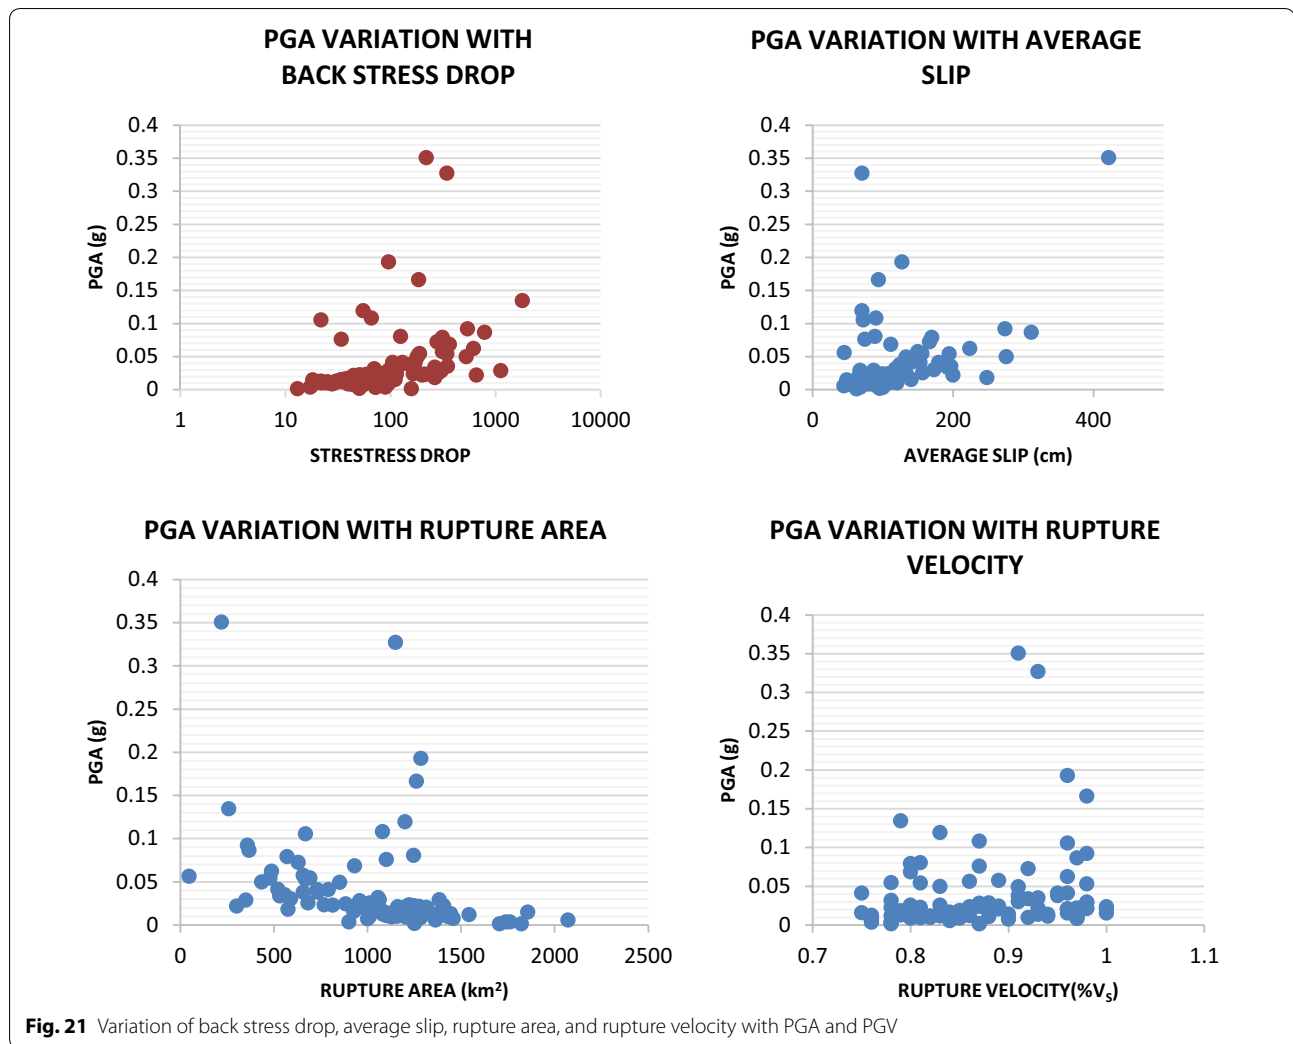 PGA VARIATION WITH
BACK STRESS DROP
0.4
0.35
0.3
0.25
0.2
0.15
0.1
0.05
0
PGA (g)
1 10 100 1000 10000
STRESTRESS DROP
PGA VARIATION WITH AVERAGE
SLIP
0.4
0.35
0.3
0.25
0.2
0.15
0.1
0.05
0
PGA (g)
0 200 400
AVERAGE SLIP (cm)
PGA VARIATION WITH RUPTURE AREA
0.4
0.35
0.3
0.25
0.2
0.15
0.1
0.05
0
PGA (g)
0 500 1000 1500 2000 2500
RUPTURE AREA (km²)
PGA VARIATION WITH RUPTURE
VELOCITY
0.4
0.35
0.3
0.25
0.2
0.15
0.1
0.05
0
PGA (g)
0.7 0.8 0.9 1 1.1
RUPTURE VELOCITY(%Vₛ)
Fig. 21 Variation of back stress drop, average slip, rupture area, and rupture velocity with PGA and PGV